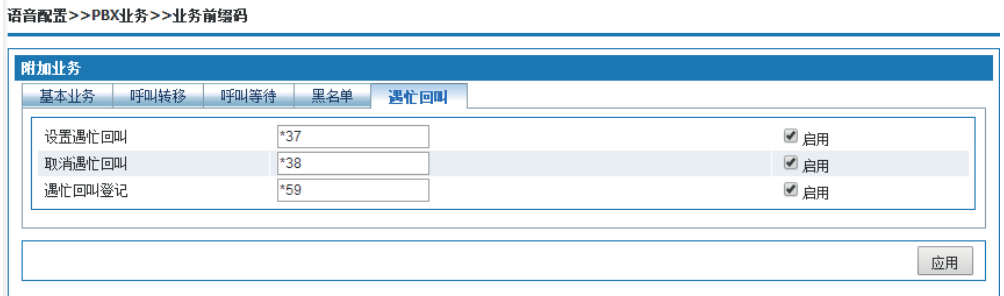 语音配置>>PBX业务>>业务前缀码
附加业务
基本业务 呼叫转移 呼叫等待 黑名单 遇忙回叫
设置遇忙回叫 *37 启用
取消遇忙回叫 *38 启用
遇忙回叫登记 *59 启用
应用